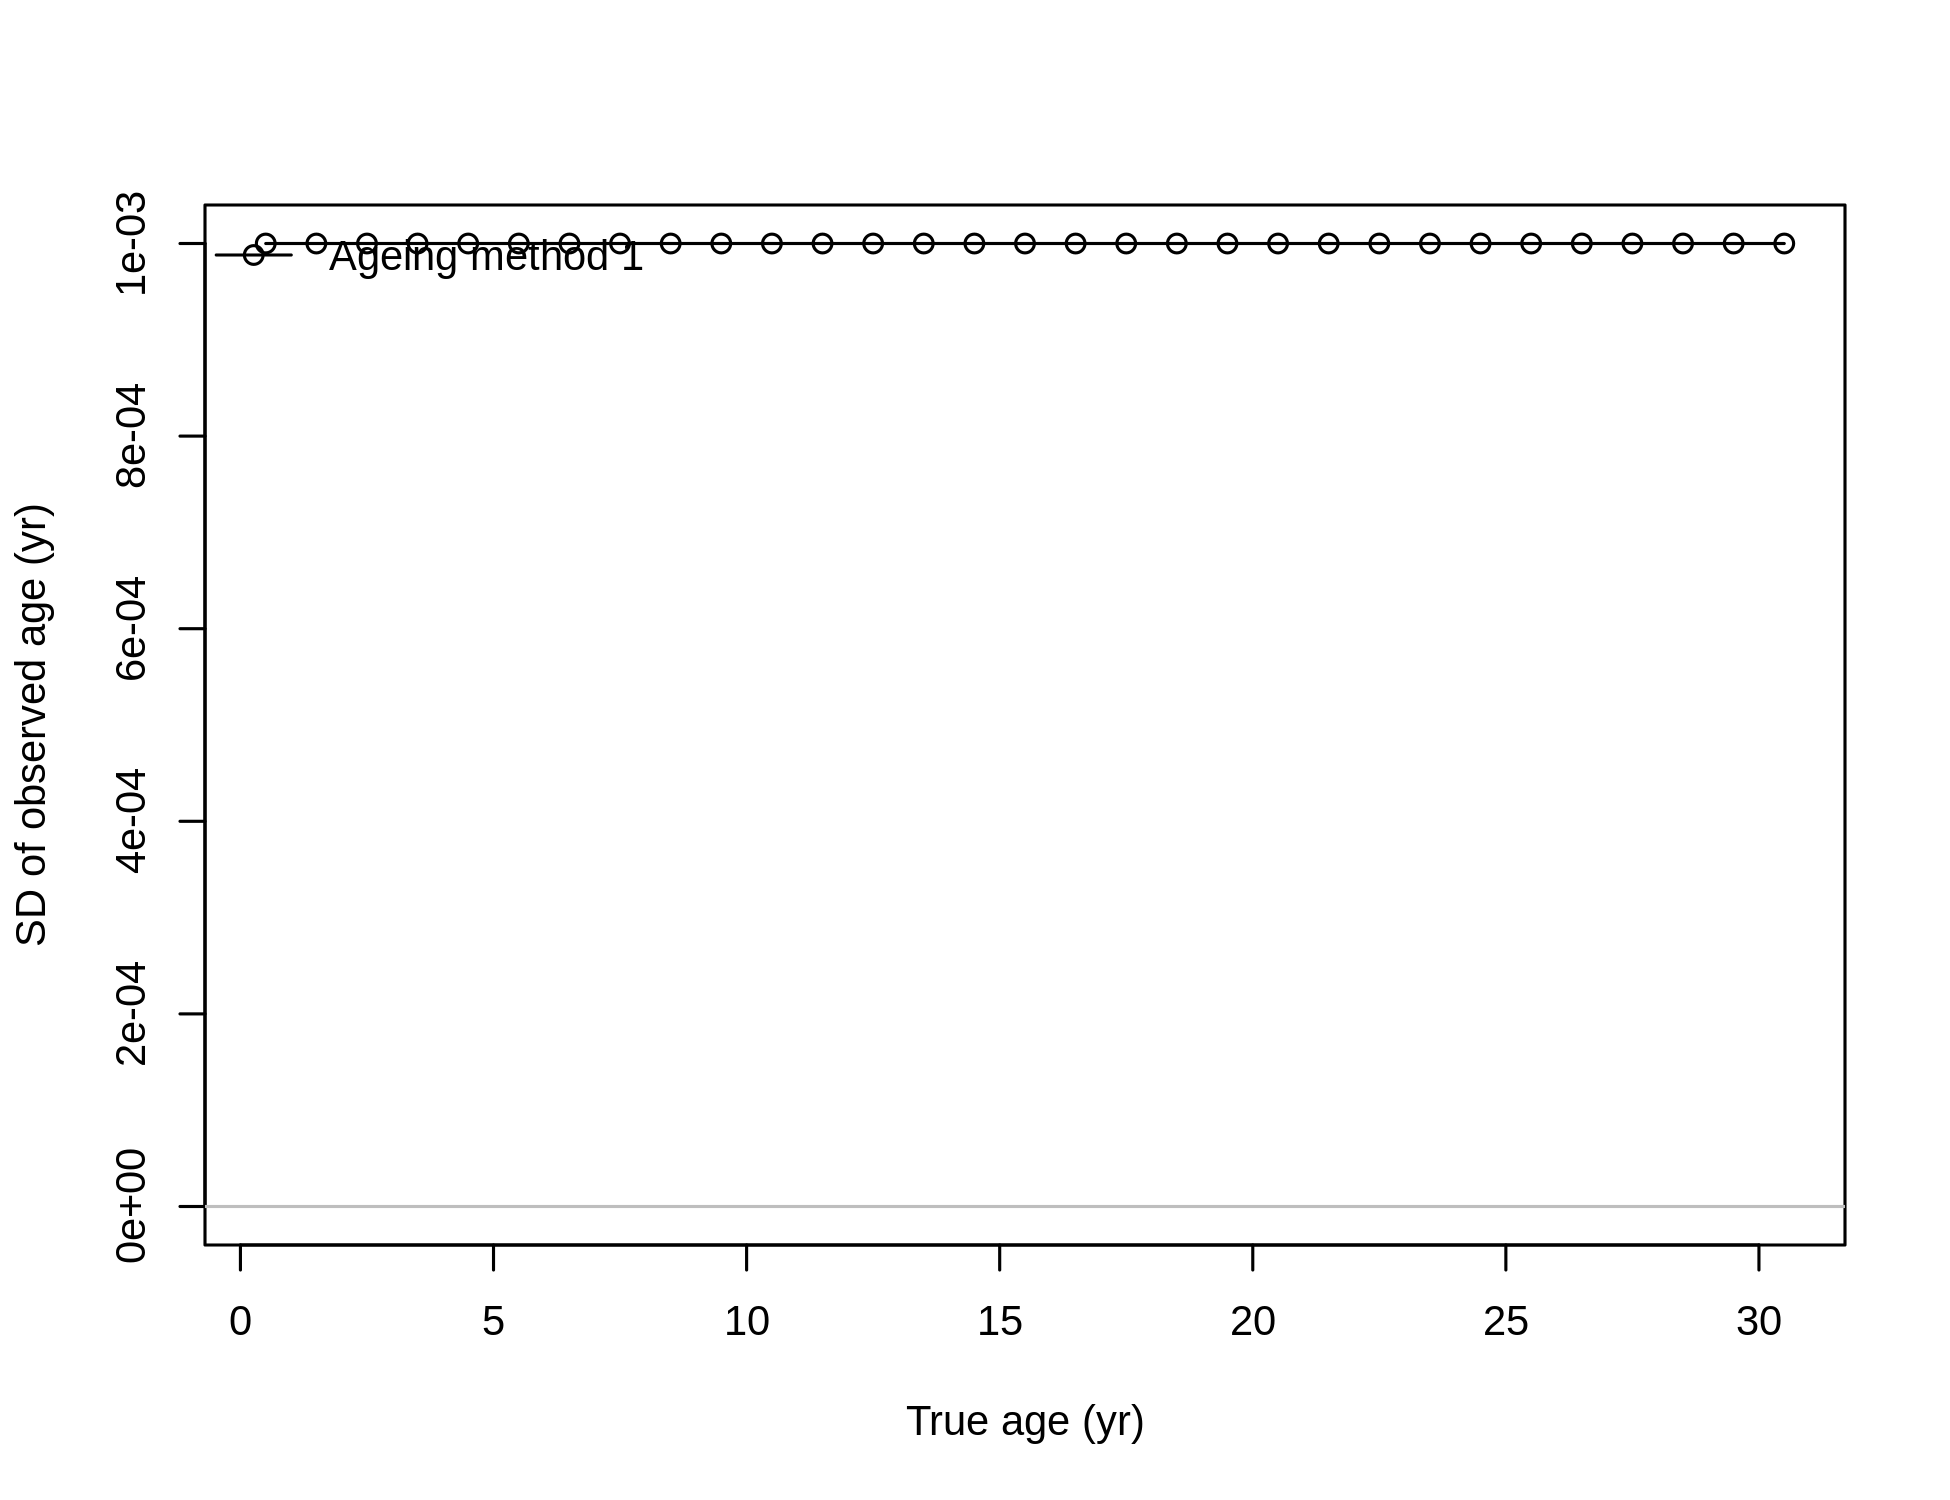 Ageing method 1
SD of observed age (yr)
1e-03
8e-04
6e-04
4e-04
2e-04
0e+00
0 5 10 15 20 25 30
True age (yr)